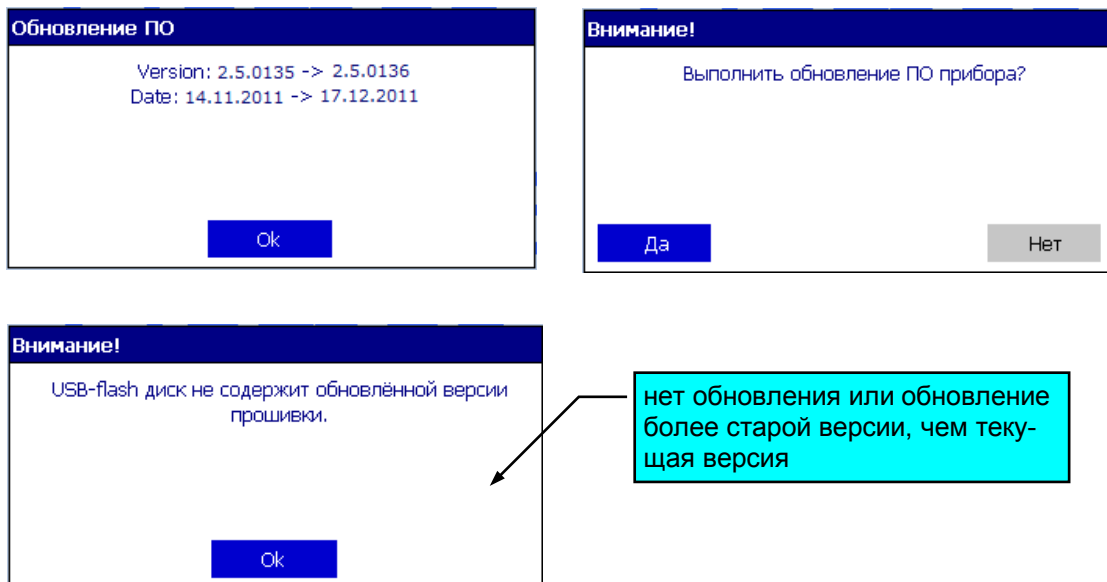 Обновление ПО
Version: 2.5.0135 -> 2.5.0136
Date: 14.11.2011 -> 17.12.2011
Ok
Внимание!
Выполнить обновление ПО прибора?
Да
Нет
Внимание!
USB-flash диск не содержит обновлённой версии
прошивки.
Ok
нет обновления или обновление
более старой версии, чем теку-
щая версия